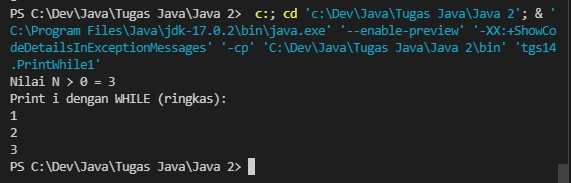 PS C:\Dev\Java\Tugas Java\Java 2>  c:; cd 'c:\Dev\Java\Tugas Java\Java 2'; & '
C:\Program Files\Java\jdk-17.0.2\bin\java.exe' '--enable-preview' '-XX:+ShowCo
deDetailsInExceptionMessages' '-cp' 'C:\Dev\Java\Tugas Java\Java 2\bin' 'tgs14
.PrintWhile1'
Nilai N > 0 = 3
Print i dengan WHILE (ringkas):
1
2
3
PS C:\Dev\Java\Tugas Java\Java 2>